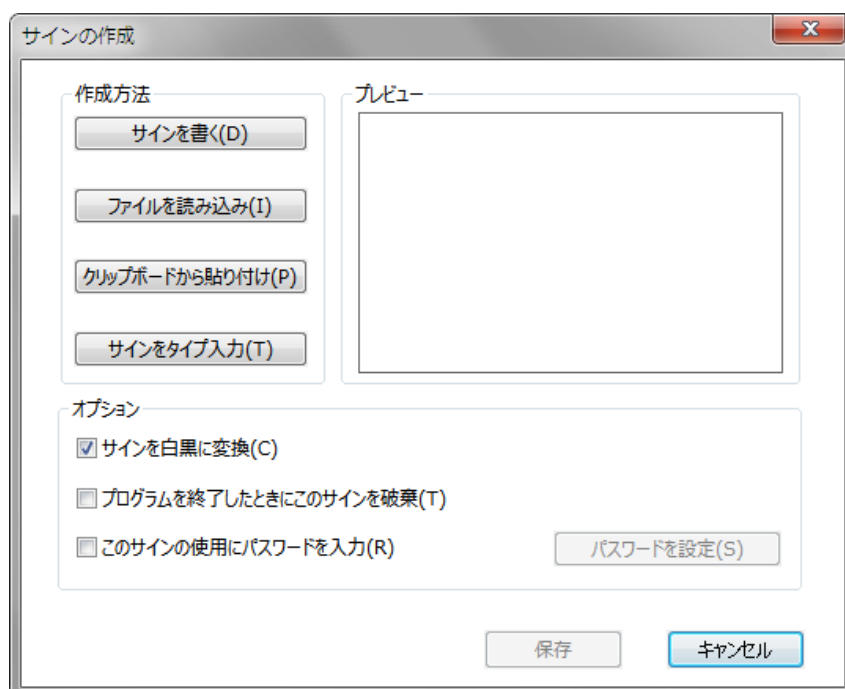 サインの作成
作成方法
サインを書く(D)
ファイルを読み込み(I)
クリップボードから貼り付け(P)
サインをタイプ入力(T)
プレビュー
オプション
サインを白黒に変換(C)
プログラムを終了したときにこのサインを破棄(T)
このサインの使用にパスワードを入力(R)
パスワードを設定(S)
保存
キャンセル